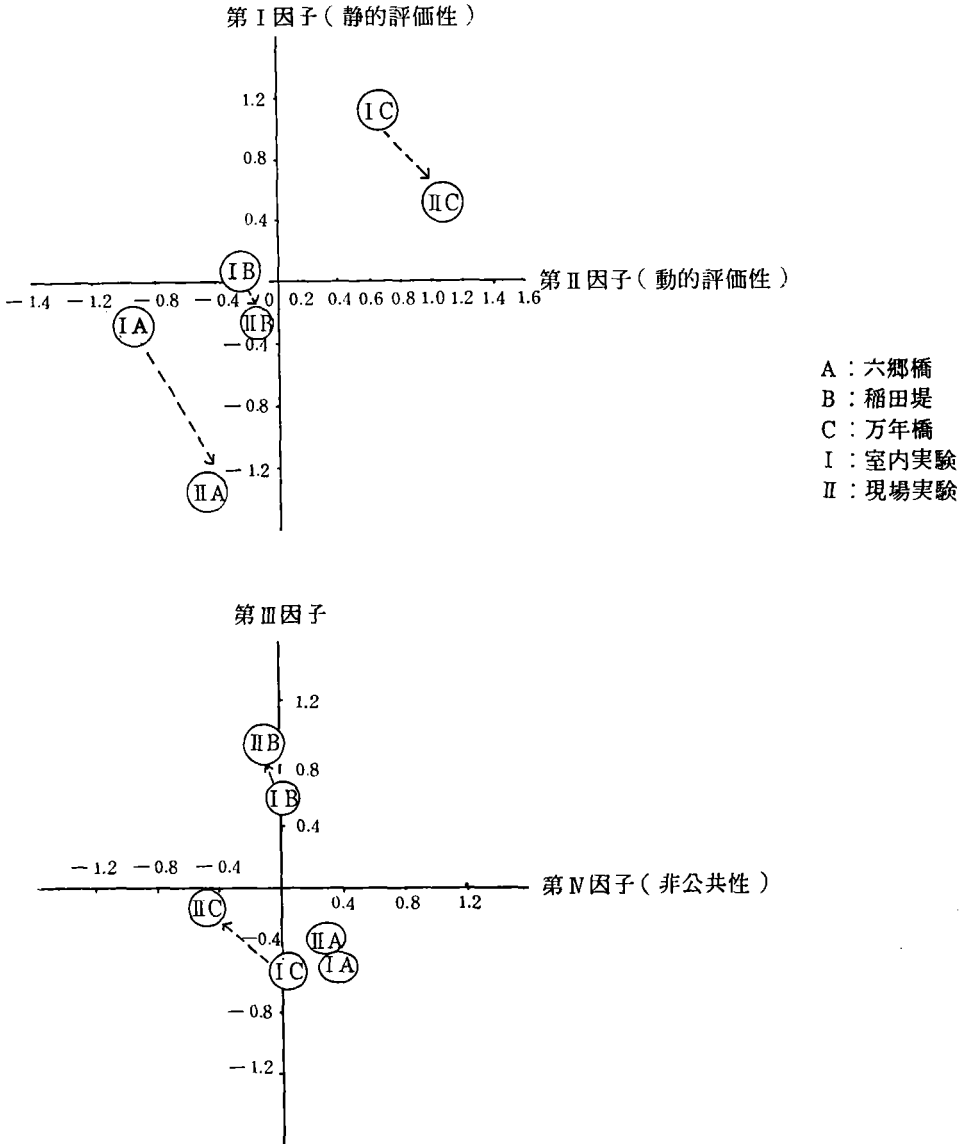 第Ⅰ因子(静的評価性)
1.2
ⅠC
0.8
ⅡC
0.4
ⅠB
第Ⅱ因子(動的評価性)
-1.4 -1.2 -0.8 -0.4 0 0.2 0.4 0.6 0.8 1.0 1.2 1.4 1.6
ⅠA
ⅡB
-0.4
-0.8
-1.2
ⅡA
A:六郷橋
B:稲田堤
C:万年橋
Ⅰ:室内実験
Ⅱ:現場実験
第Ⅲ因子
1.2
ⅡB
0.8
ⅠB
0.4
-1.2 -0.8 -0.4
第Ⅳ因子(非公共性)
0.4 0.8 1.2
ⅡC
-0.4
ⅡA
ⅠA
ⅠC
-0.8
-1.2